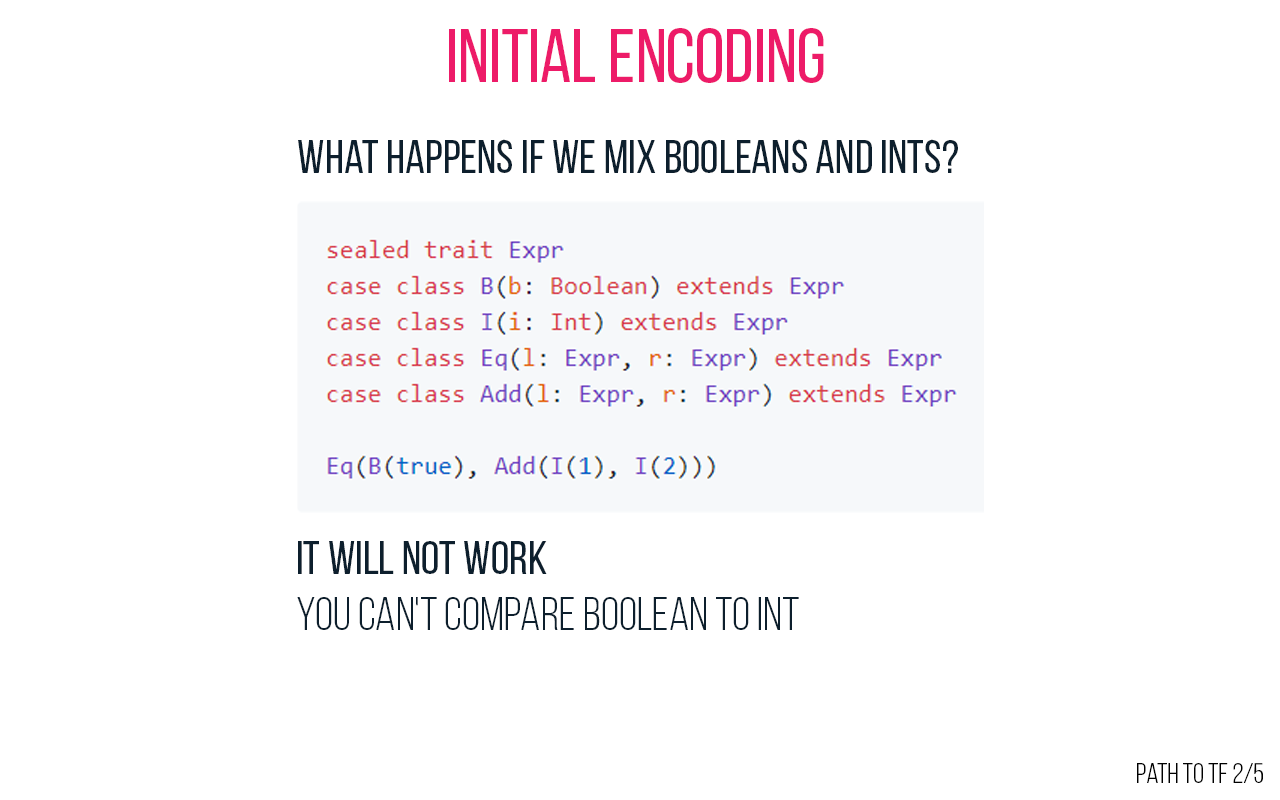 INITIAL ENCODING
WHAT HAPPENS IF WE MIX BOOLEANS AND INTS?
sealed trait Expr
case class B(b: Boolean) extends Expr
case class I(i: Int) extends Expr
case class Eq(l: Expr, r: Expr) extends Expr
case class Add(l: Expr, r: Expr) extends Expr
Eq(B(true), Add(I(1), I(2)))
IT WILL NOT WORK
YOU CAN'T COMPARE BOOLEAN TO INT
PATH TO TF 2/5